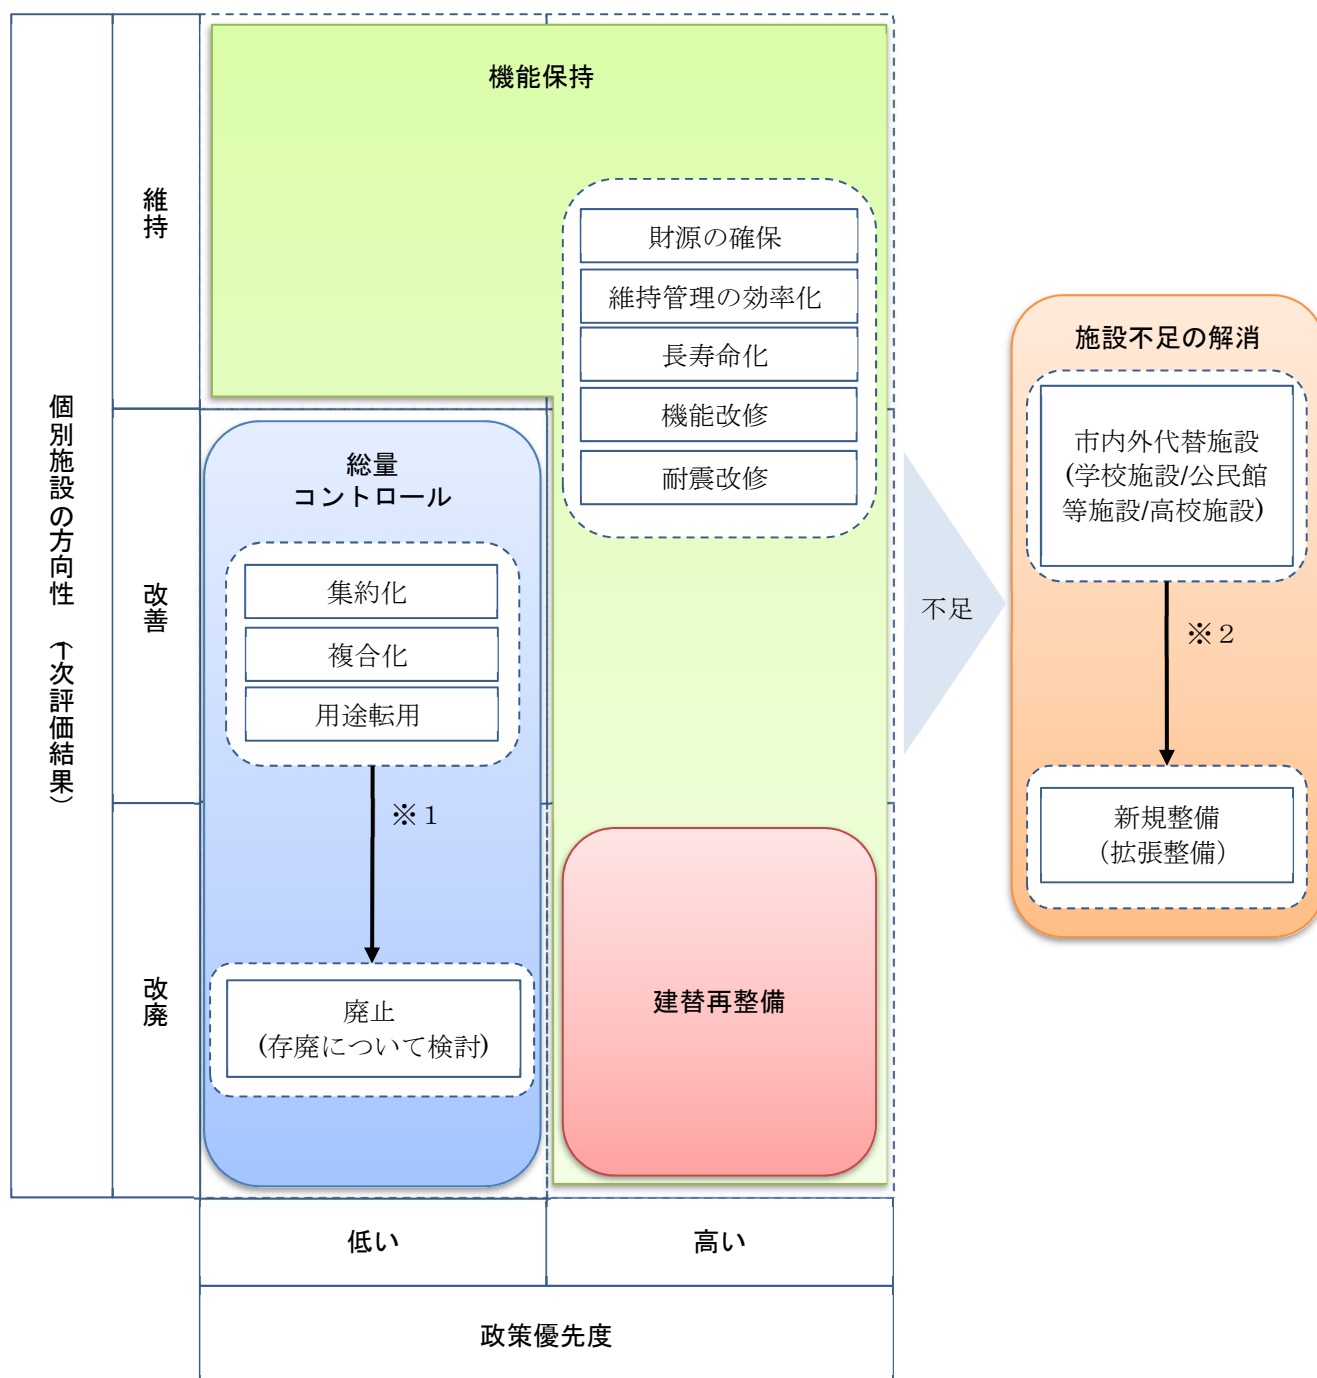 機能保持
維持
財源の確保
維持管理の効率化
長寿命化
機能改修
耐震改修
個別施設の方向性 (一次評価結果)
改善
総量
コントロール
集約化
複合化
用途転用
※1
改廃
廃止
(存廃について検討)
建替再整備
不足
施設不足の解消
市内外代替施設
(学校施設/公民館
等施設/高校施設)
※2
新規整備
(拡張整備)
低い
高い
政策優先度